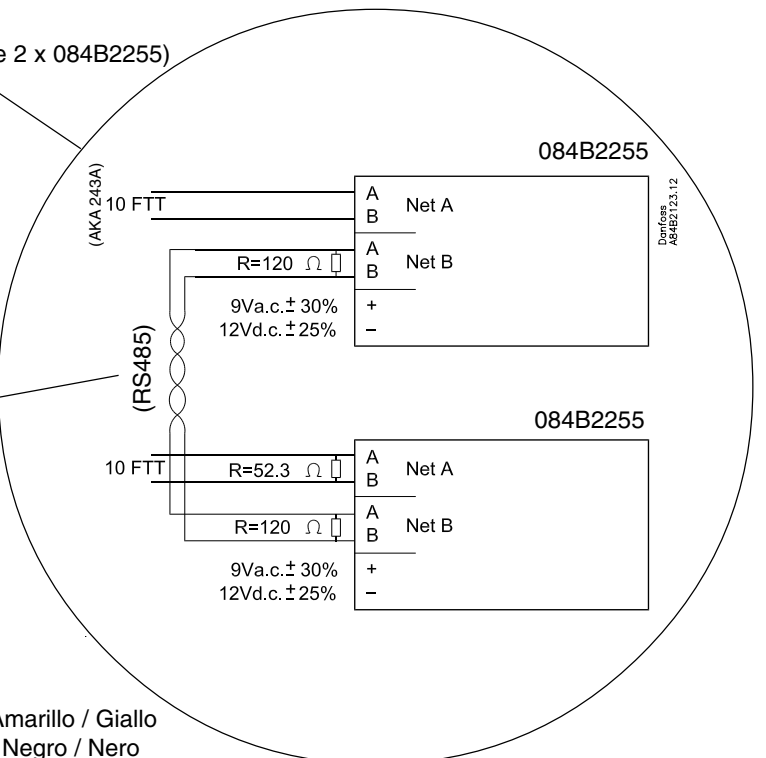 e 2 x 084B2255)
084B2255
(AKA 243A)
10 FTT
A
B
Net A
Danfoss
A84B2123.12
A
B
Net B
R=120 Ω
9Va.c.± 30%
+
12Vd.c.±25%
–
(RS485)
084B2255
10 FTT
R=52.3 Ω
A
B
Net A
R=120 Ω
A
B
Net B
9Va.c.± 30%
+
12Vd.c.±25%
–
Amarillo / Giallo
Negro / Nero